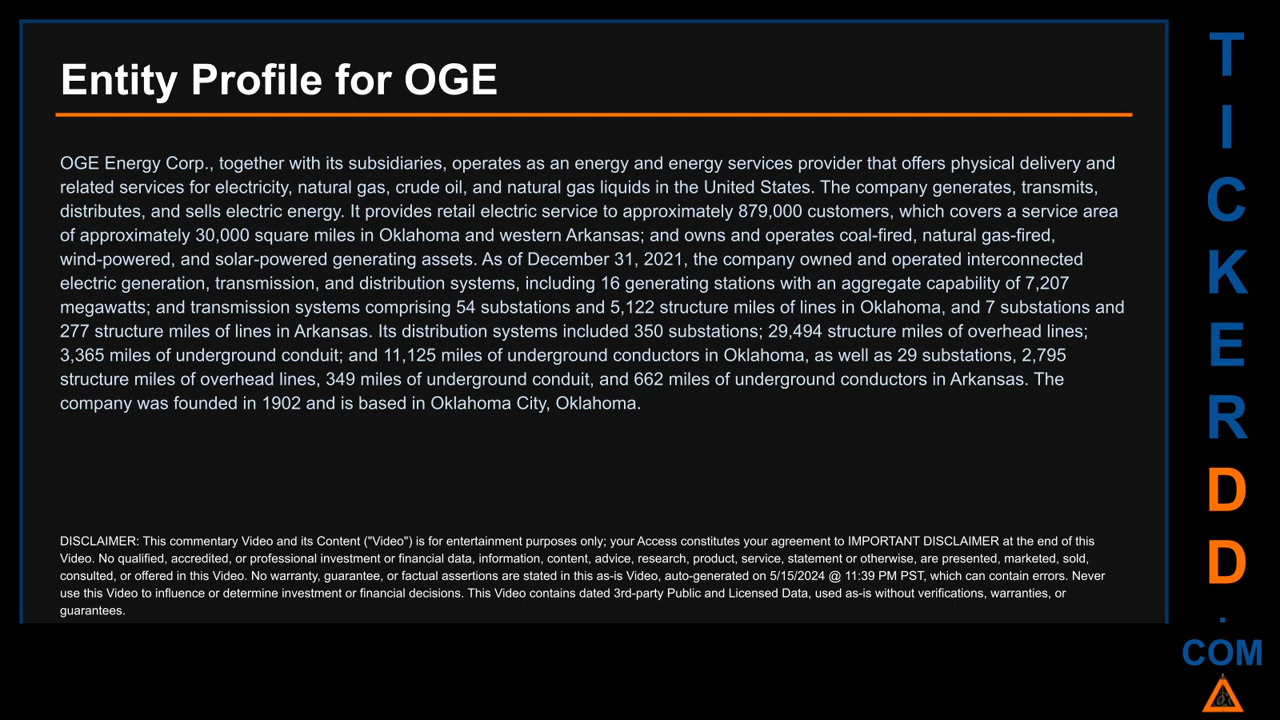 Entity Profile for OGE
OGE Energy Corp., together with its subsidiaries, operates as an energy and energy services provider that offers physical delivery and
related services for electricity, natural gas, crude oil, and natural gas liquids in the United States. The company generates, transmits,
distributes, and sells electric energy. It provides retail electric service to approximately 879,000 customers, which covers a service area
of approximately 30,000 square miles in Oklahoma and western Arkansas; and owns and operates coal-fired, natural gas-fired,
wind-powered, and solar-powered generating assets. As of December 31, 2021, the company owned and operated interconnected
electric generation, transmission, and distribution systems, including 16 generating stations with an aggregate capability of 7,207
megawatts; and transmission systems comprising 54 substations and 5,122 structure miles of lines in Oklahoma, and 7 substations and
277 structure miles of lines in Arkansas. Its distribution systems included 350 substations; 29,494 structure miles of overhead lines;
3,365 miles of underground conduit; and 11,125 miles of underground conductors in Oklahoma, as well as 29 substations, 2,795
structure miles of overhead lines, 349 miles of underground conduit, and 662 miles of underground conductors in Arkansas. The
company was founded in 1902 and is based in Oklahoma City, Oklahoma.
DISCLAIMER: This commentary Video and its Content ("Video") is for entertainment purposes only; your Access constitutes your agreement to IMPORTANT DISCLAIMER at the end of this
Video. No qualified, accredited, or professional investment or financial data, information, content, advice, research, product, service, statement or otherwise, are presented, marketed, sold,
consulted, or offered in this Video. No warranty, guarantee, or factual assertions are stated in this as-is Video, auto-generated on 5/15/2024 @ 11:39 PM PST, which can contain errors. Never
use this Video to influence or determine investment or financial decisions. This Video contains dated 3rd-party Public and Licensed Data, used as-is without verifications, warranties, or
guarantees.
T
I
C
K
E
R
D
D
.
COM